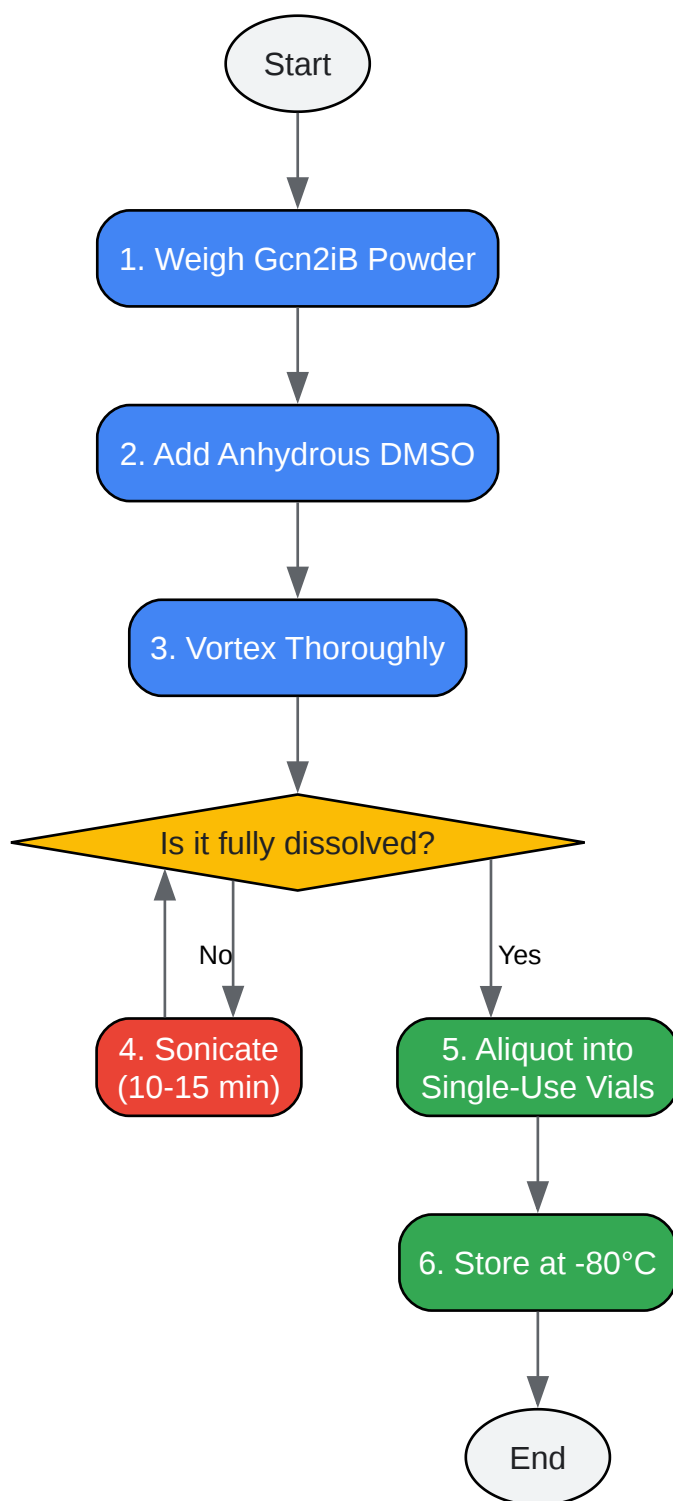 Start
1. Weigh Gcn2iB Powder
2. Add Anhydrous DMSO
3. Vortex Thoroughly
Is it fully dissolved?
No
Yes
4. Sonicate
(10-15 min)
5. Aliquot into
Single-Use Vials
6. Store at -80°C
End